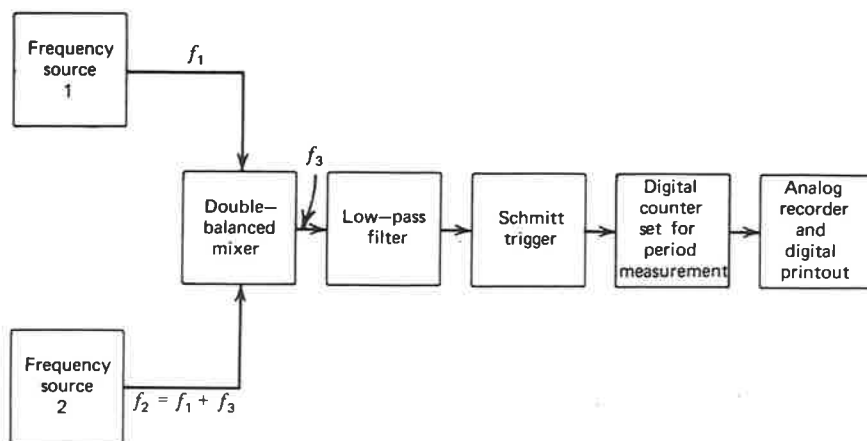 Frequency
source
1
f₁
f₃
Double–
balanced
mixer
Low–pass
filter
Schmitt
trigger
Digital
counter
set for
period
measurement
Analog
recorder
and
digital
printout
Frequency
source
2
f₂ = f₁ + f₃